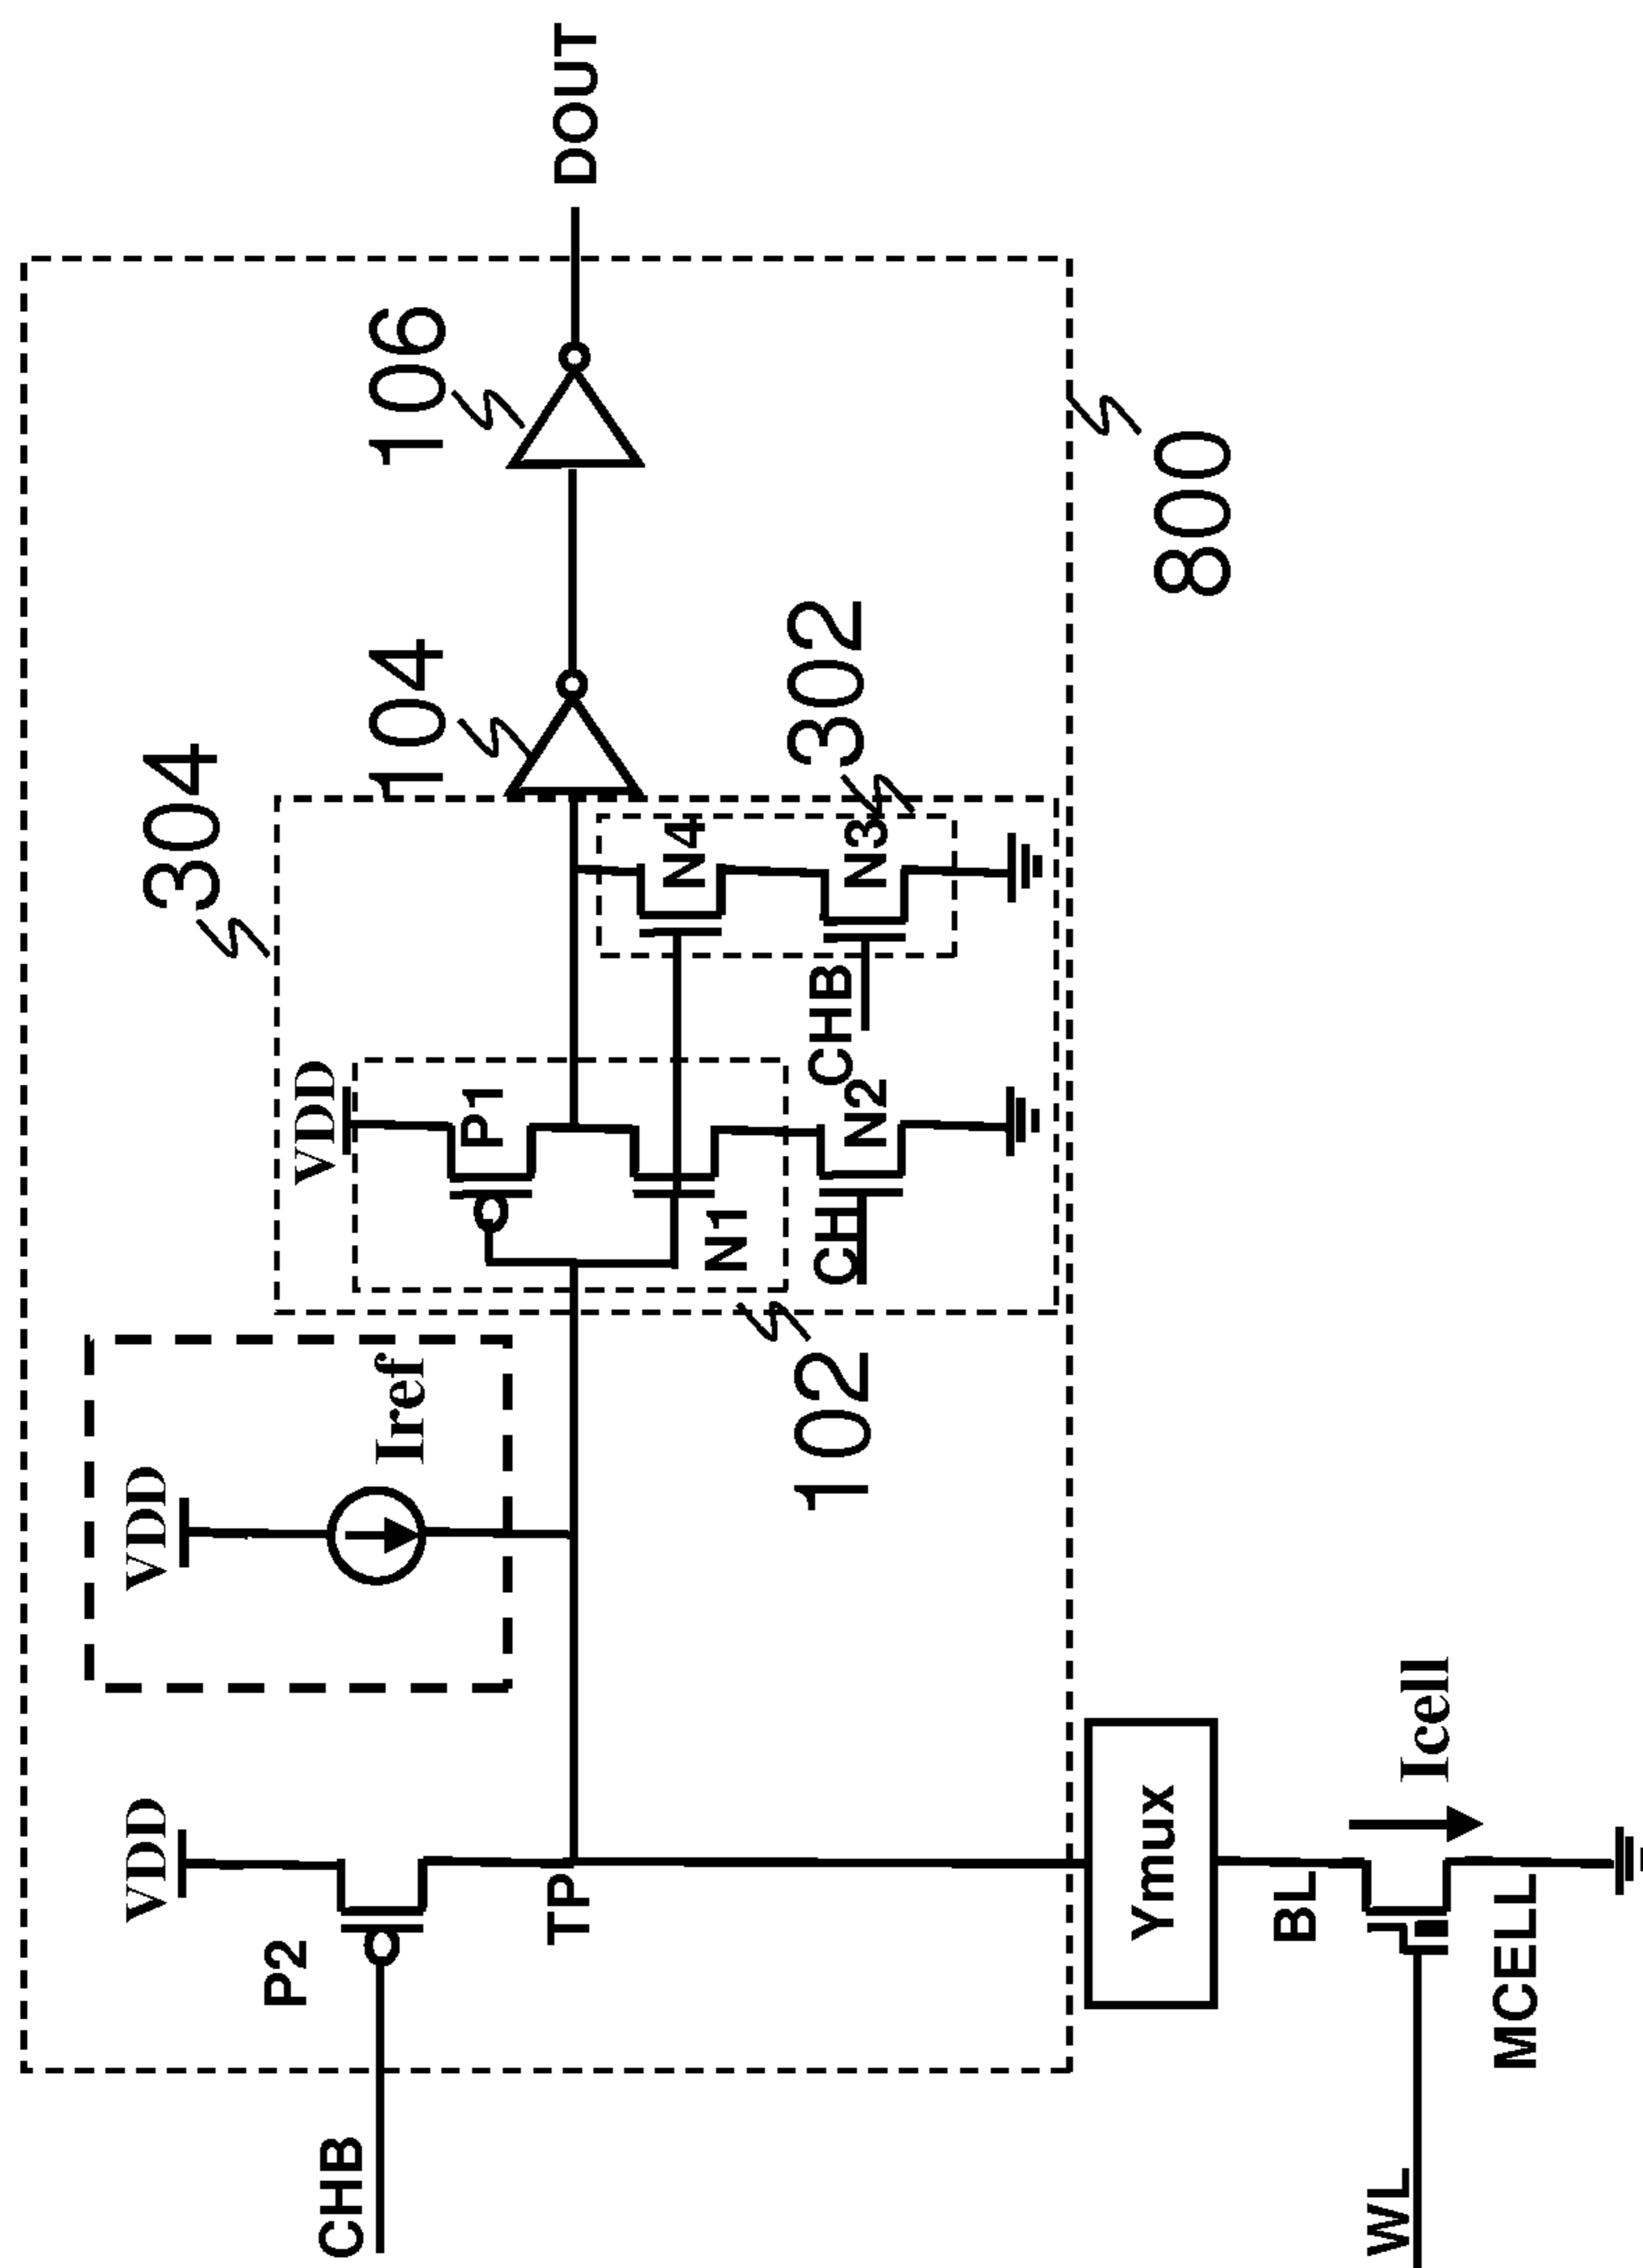 304
104
106
DOUT
VDD
VDD
VDD
Iref
P2
P1
N4
CHB
TP
N1
N2
N3
CH
CHB
102
302
800
Ymux
BL
Icell
WL
MCELL